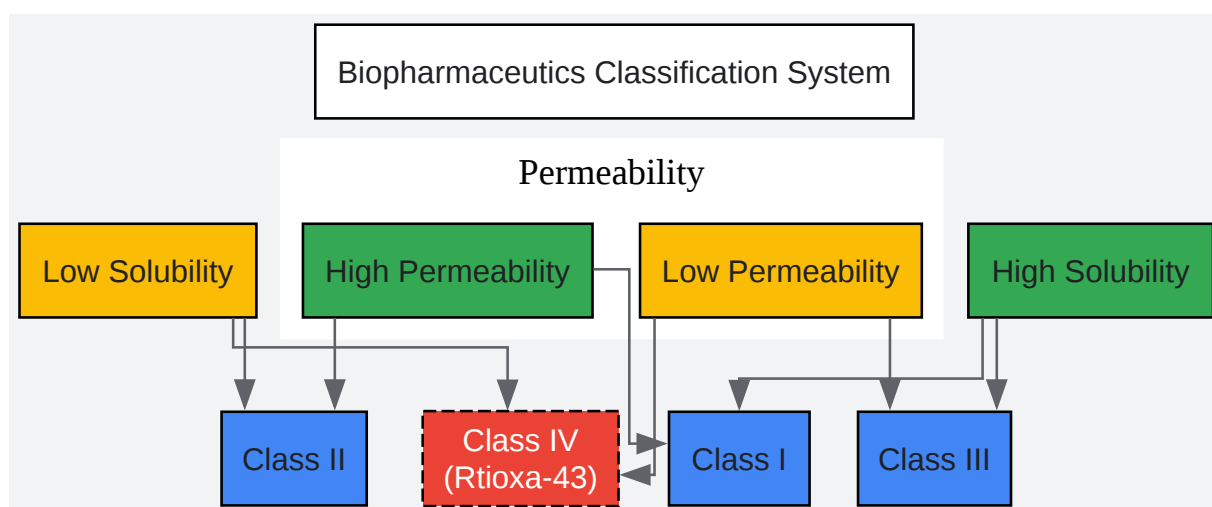 Biopharmaceutics Classification System
Permeability
Low Solubility
High Permeability
Low Permeability
High Solubility
Class II
Class IV
(Rtioxa-43)
Class I
Class III